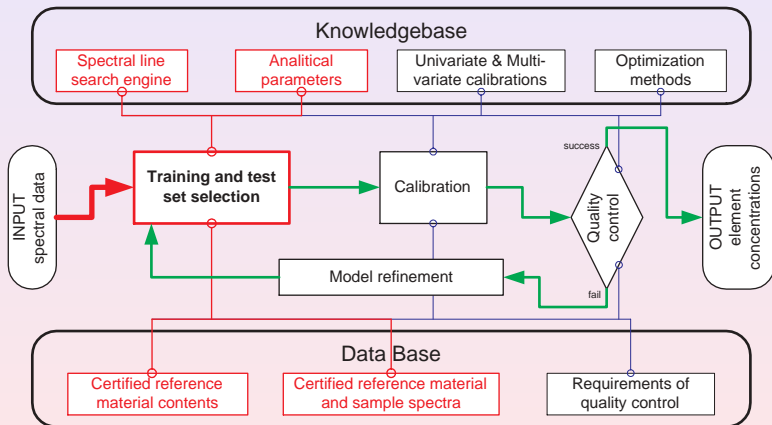 Knowledgebase
Spectral line
search engine
Analitical
parameters
Univariate & Multi-
variate calibrations
Optimization
methods
INPUT
spectral data
Training and test
set selection
Calibration
success
Quality
control
fail
OUTPUT
element
concentrations
Model refinement
Data Base
Certified reference
material contents
Certified reference material
and sample spectra
Requirements of
quality control